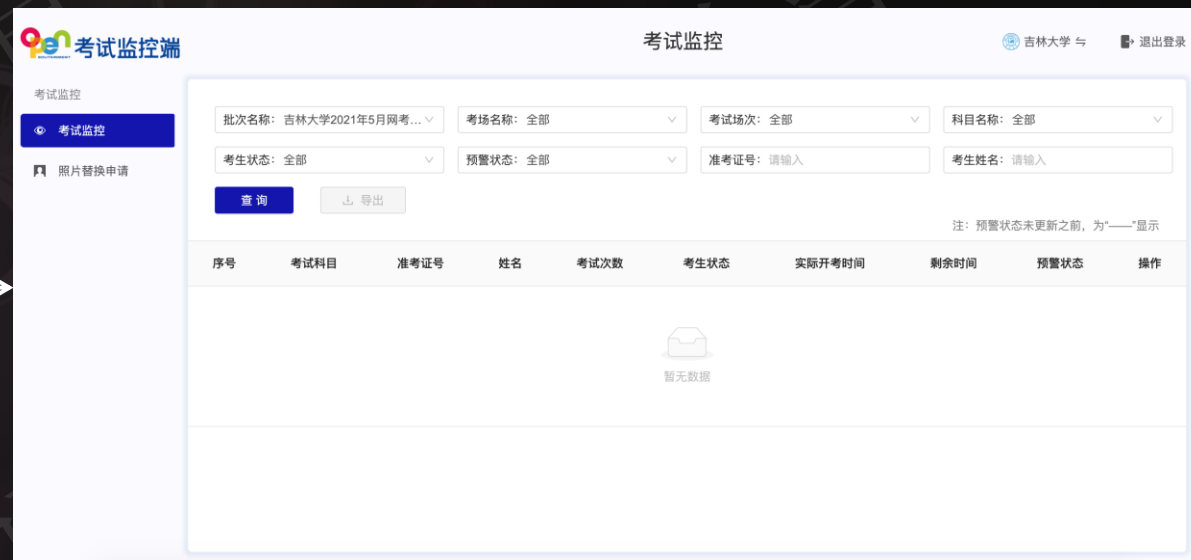 Open 考试监控端
考试监控
吉林大学
退出登录
考试监控
考试监控
照片替换申请
批次名称：吉林大学2021年5月网考...
考场名称：全部
考试场次：全部
科目名称：全部
考生状态：全部
预警状态：全部
准考证号：请输入
考生姓名：请输入
查 询
导出
注：预警状态未更新之前，为“——”显示
序号 考试科目 准考证号 姓名 考试次数 考生状态 实际开考时间 剩余时间 预警状态 操作
暂无数据